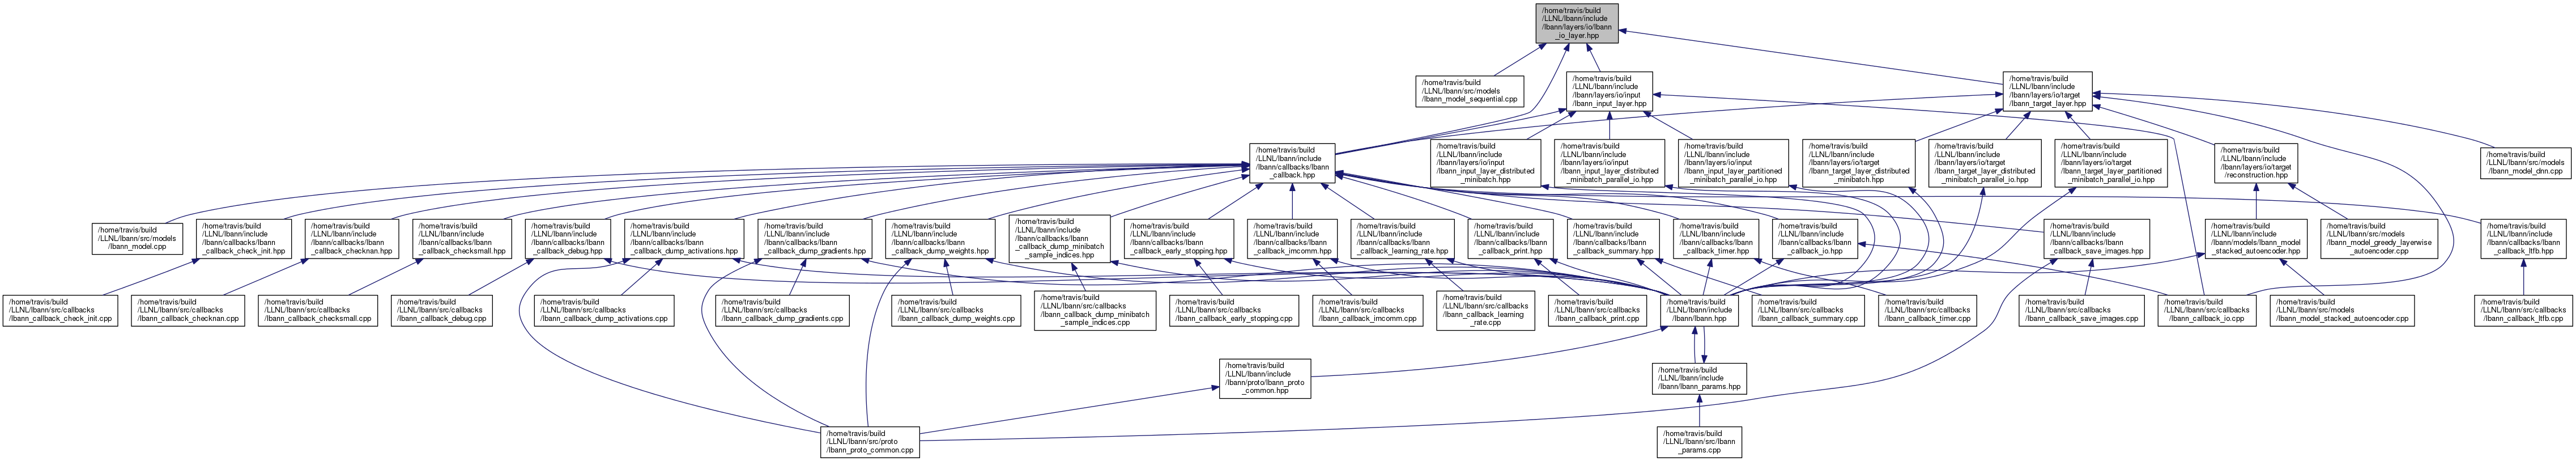 /home/travis/build
/LLNL/lbann/include
/lbann/layers/io/lbann
_io_layer.hpp
/home/travis/build
/LLNL/lbann/src/models
/lbann_model_sequential.cpp
/home/travis/build
/LLNL/lbann/include
/lbann/layers/io/input
/lbann_input_layer.hpp
/home/travis/build
/LLNL/lbann/include
/lbann/layers/io/target
/lbann_target_layer.hpp
/home/travis/build
/LLNL/lbann/include
/lbann/callbacks/lbann
_callback.hpp
/home/travis/build
/LLNL/lbann/include
/lbann/layers/io/input
/lbann_input_layer_distributed
_minibatch.hpp
/home/travis/build
/LLNL/lbann/include
/lbann/layers/io/input
/lbann_input_layer_distributed
_minibatch_parallel_io.hpp
/home/travis/build
/LLNL/lbann/include
/lbann/layers/io/input
/lbann_input_layer_partitioned
_minibatch_parallel_io.hpp
/home/travis/build
/LLNL/lbann/include
/lbann/layers/io/target
/lbann_target_layer_distributed
_minibatch.hpp
/home/travis/build
/LLNL/lbann/include
/lbann/layers/io/target
/lbann_target_layer_distributed
_minibatch_parallel_io.hpp
/home/travis/build
/LLNL/lbann/include
/lbann/layers/io/target
/lbann_target_layer_partitioned
_minibatch_parallel_io.hpp
/home/travis/build
/LLNL/lbann/include
/lbann/layers/io/target
/reconstruction.hpp
/home/travis/build
/LLNL/lbann/src/models
/lbann_model_dnn.cpp
/home/travis/build
/LLNL/lbann/src/models
/lbann_model.cpp
/home/travis/build
/LLNL/lbann/include
/lbann/callbacks/lbann
_callback_check_init.hpp
/home/travis/build
/LLNL/lbann/include
/lbann/callbacks/lbann
_callback_checknan.hpp
/home/travis/build
/LLNL/lbann/include
/lbann/callbacks/lbann
_callback_checksmall.hpp
/home/travis/build
/LLNL/lbann/include
/lbann/callbacks/lbann
_callback_debug.hpp
/home/travis/build
/LLNL/lbann/include
/lbann/callbacks/lbann
_callback_dump_activations.hpp
/home/travis/build
/LLNL/lbann/include
/lbann/callbacks/lbann
_callback_dump_gradients.hpp
/home/travis/build
/LLNL/lbann/include
/lbann/callbacks/lbann
_callback_dump_weights.hpp
/home/travis/build
/LLNL/lbann/include
/lbann/callbacks/lbann
_callback_dump_minibatch
_sample_indices.hpp
/home/travis/build
/LLNL/lbann/include
/lbann/callbacks/lbann
_callback_early_stopping.hpp
/home/travis/build
/LLNL/lbann/include
/lbann/callbacks/lbann
_callback_imcomm.hpp
/home/travis/build
/LLNL/lbann/include
/lbann/callbacks/lbann
_callback_learning_rate.hpp
/home/travis/build
/LLNL/lbann/include
/lbann/callbacks/lbann
_callback_print.hpp
/home/travis/build
/LLNL/lbann/include
/lbann/callbacks/lbann
_callback_summary.hpp
/home/travis/build
/LLNL/lbann/include
/lbann/callbacks/lbann
_callback_timer.hpp
/home/travis/build
/LLNL/lbann/include
/lbann/callbacks/lbann
_callback_io.hpp
/home/travis/build
/LLNL/lbann/include
/lbann/callbacks/lbann
_callback_save_images.hpp
/home/travis/build
/LLNL/lbann/include
/lbann/models/lbann_model
_stacked_autoencoder.hpp
/home/travis/build
/LLNL/lbann/src/models
/lbann_model_greedy_layerwise
_autoencoder.cpp
/home/travis/build
/LLNL/lbann/include
/lbann/callbacks/lbann
_callback_ltfb.hpp
/home/travis/build
/LLNL/lbann/src/callbacks
/lbann_callback_check_init.cpp
/home/travis/build
/LLNL/lbann/src/callbacks
/lbann_callback_checknan.cpp
/home/travis/build
/LLNL/lbann/src/callbacks
/lbann_callback_checksmall.cpp
/home/travis/build
/LLNL/lbann/src/callbacks
/lbann_callback_debug.cpp
/home/travis/build
/LLNL/lbann/src/callbacks
/lbann_callback_dump_activations.cpp
/home/travis/build
/LLNL/lbann/src/callbacks
/lbann_callback_dump_gradients.cpp
/home/travis/build
/LLNL/lbann/src/callbacks
/lbann_callback_dump_weights.cpp
/home/travis/build
/LLNL/lbann/src/callbacks
/lbann_callback_dump_minibatch
_sample_indices.cpp
/home/travis/build
/LLNL/lbann/src/callbacks
/lbann_callback_early_stopping.cpp
/home/travis/build
/LLNL/lbann/src/callbacks
/lbann_callback_imcomm.cpp
/home/travis/build
/LLNL/lbann/src/callbacks
/lbann_callback_learning
_rate.cpp
/home/travis/build
/LLNL/lbann/src/callbacks
/lbann_callback_print.cpp
/home/travis/build
/LLNL/lbann/include
/lbann/lbann.hpp
/home/travis/build
/LLNL/lbann/src/callbacks
/lbann_callback_summary.cpp
/home/travis/build
/LLNL/lbann/src/callbacks
/lbann_callback_timer.cpp
/home/travis/build
/LLNL/lbann/src/callbacks
/lbann_callback_save_images.cpp
/home/travis/build
/LLNL/lbann/src/callbacks
/lbann_callback_io.cpp
/home/travis/build
/LLNL/lbann/src/models
/lbann_model_stacked_autoencoder.cpp
/home/travis/build
/LLNL/lbann/src/callbacks
/lbann_callback_ltfb.cpp
/home/travis/build
/LLNL/lbann/include
/lbann/proto/lbann_proto
_common.hpp
/home/travis/build
/LLNL/lbann/include
/lbann/lbann_params.hpp
/home/travis/build
/LLNL/lbann/src/proto
/lbann_proto_common.cpp
/home/travis/build
/LLNL/lbann/src/lbann
_params.cpp